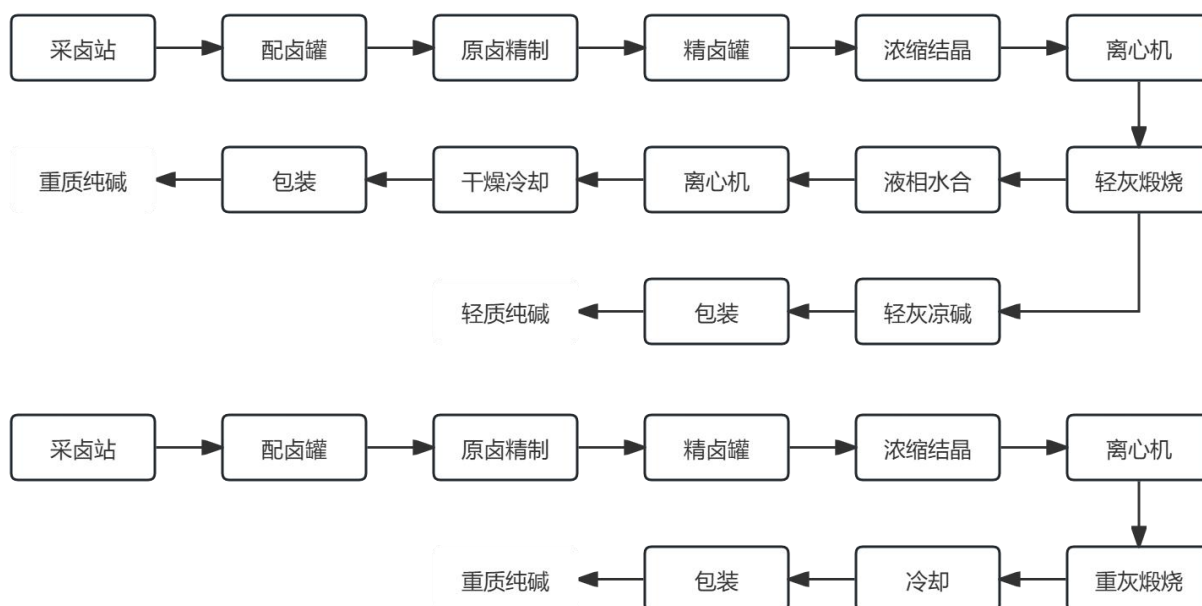 采卤站 配卤罐 原卤精制 精卤罐 浓缩结晶 离心机
重质纯碱 包装 干燥冷却 离心机 液相水合 轻灰煅烧
轻质纯碱 包装 轻灰凉碱
采卤站 配卤罐 原卤精制 精卤罐 浓缩结晶 离心机
重质纯碱 包装 冷却 重灰煅烧